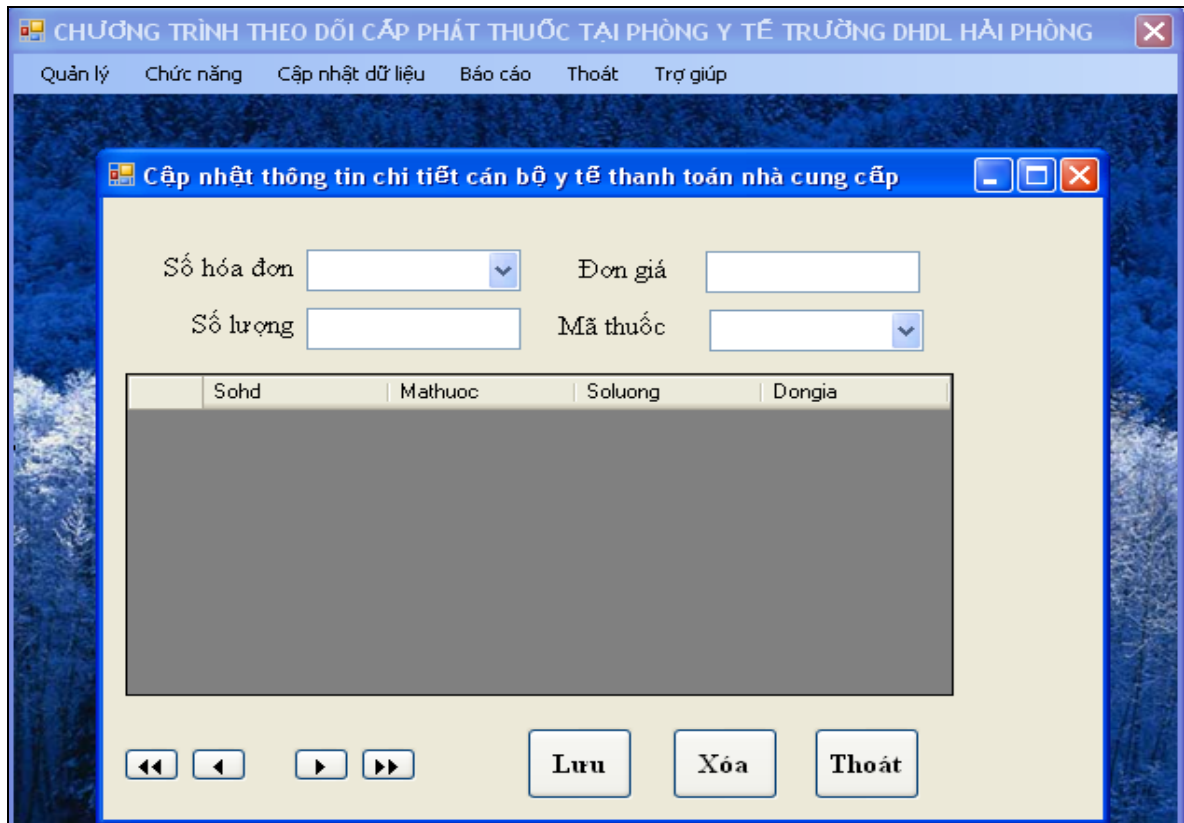 CHƯƠNG TRÌNH THEO DÕI CẤP PHÁT THUỐC TẠI PHÒNG Y TẾ TRƯỜNG DHDL HẢI PHÒNG
Quản lý Chức năng Cập nhật dữ liệu Báo cáo Thoát Trợ giúp
Cập nhật thông tin chi tiết cán bộ y tế thanh toán nhà cung cấp
Số hóa đơn Đơn giá
Số lượng Mã thuốc
Sohd Mathuoc Soluong Dongia
Lưu Xóa Thoát